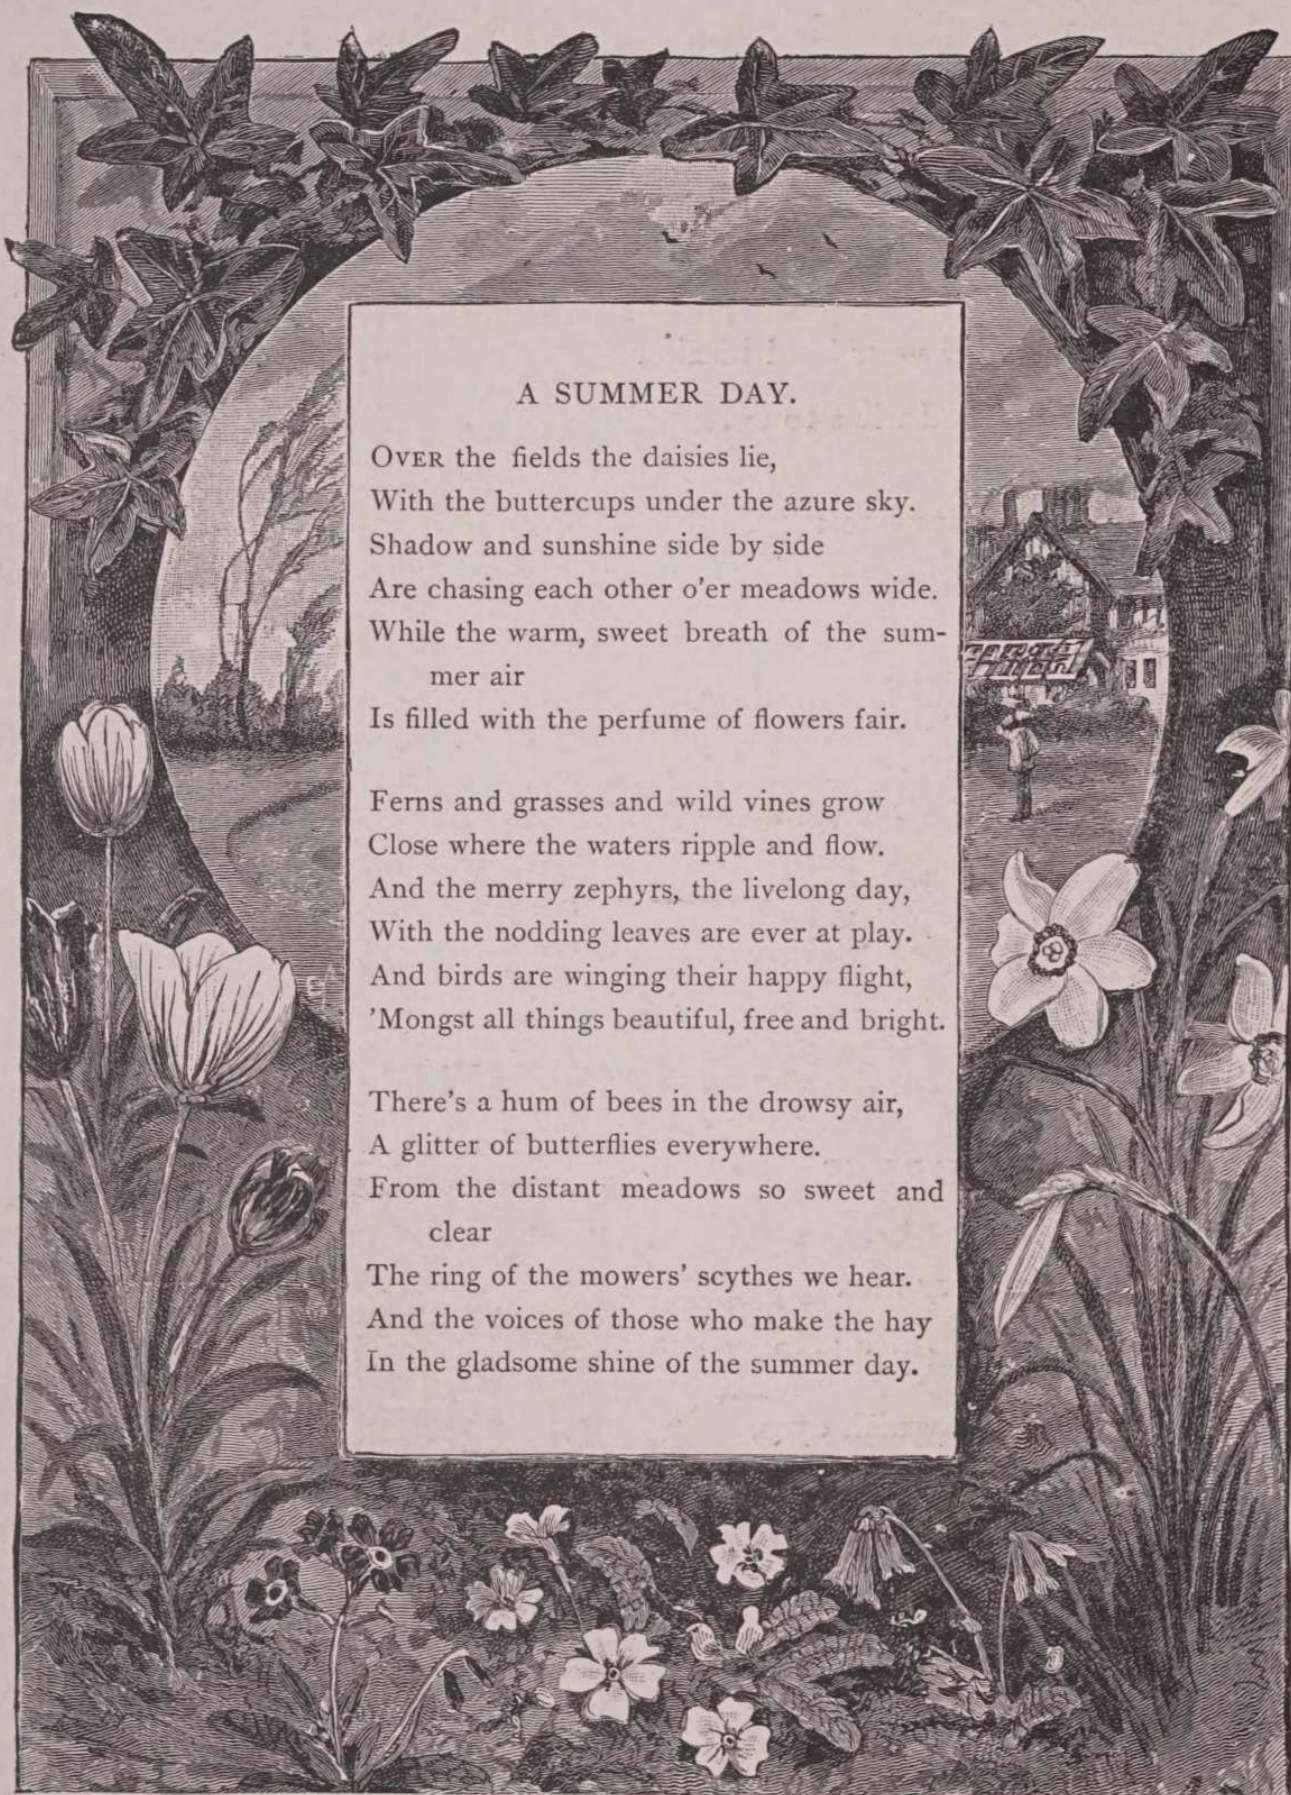 A SUMMER DAY.
OVER the fields the daisies lie,
With the buttercups under the azure sky.
Shadow and sunshine side by side
Are chasing each other o'er meadows wide.
While the warm, sweet breath of the sum-
mer air
Is filled with the perfume of flowers fair.
Ferns and grasses and wild vines grow
Close where the waters ripple and flow.
And the merry zephyrs, the livelong day,
With the nodding leaves are ever at play.
And birds are winging their happy flight,
'Mongst all things beautiful, free and bright.
There's a hum of bees in the drowsy air,
A glitter of butterflies everywhere.
From the distant meadows so sweet and
clear
The ring of the mowers' scythes we hear.
And the voices of those who make the hay
In the gladsome shine of the summer day.